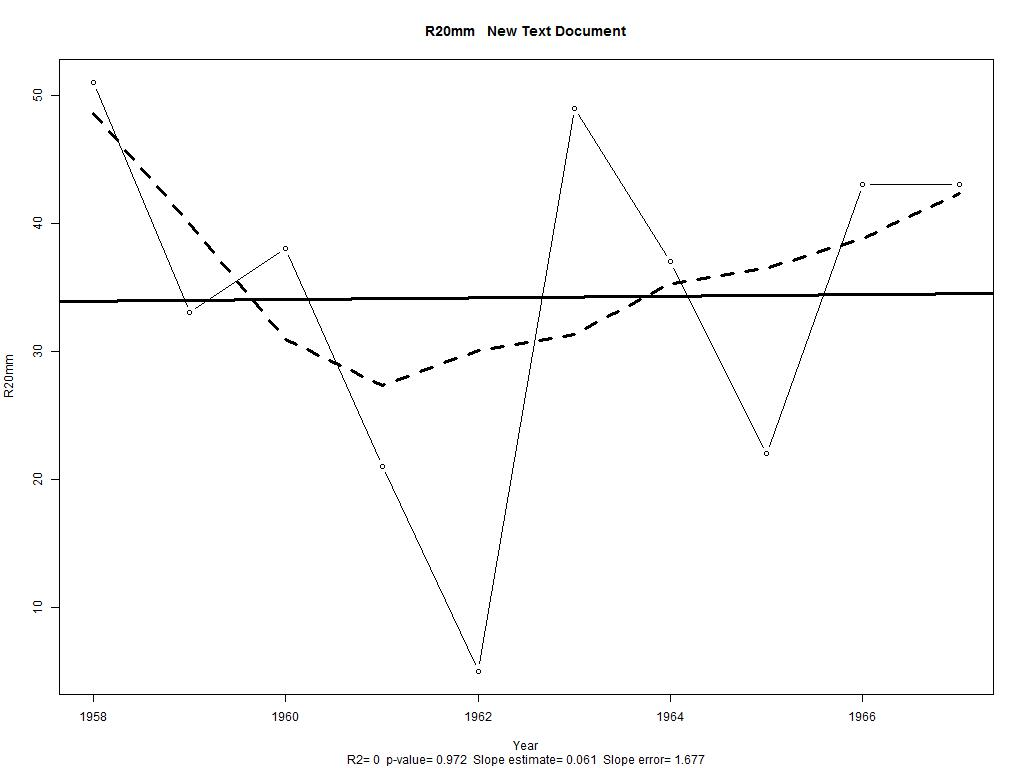 R20mm New Text Document
50
40
30
20
10
R20mm
1958 1960 1962 1964 1966
Year
R2= 0 p-value= 0.972 Slope estimate= 0.061 Slope error= 1.677